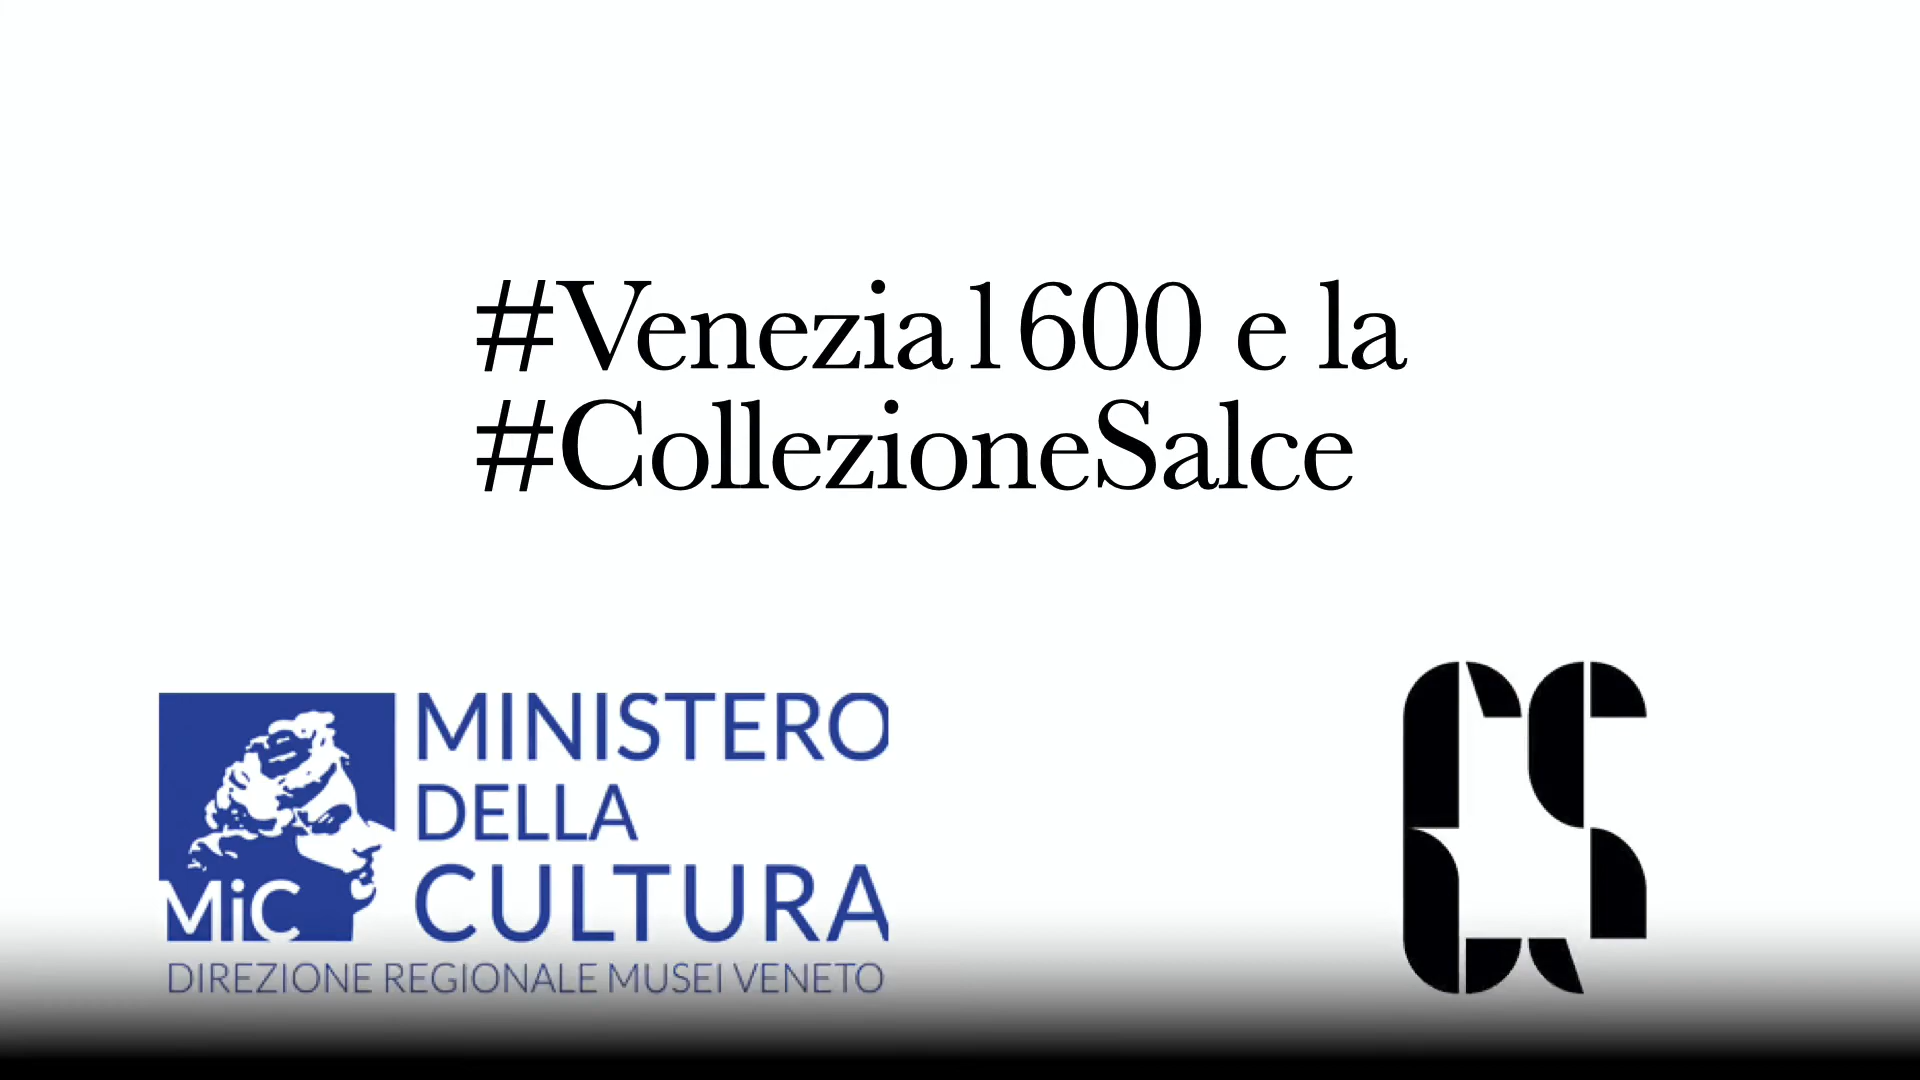 #Venezia1600 e la
#CollezioneSalce
MINISTERO
DELLA
CULTURA
MiC
DIREZIONE REGIONALE MUSEI VENETO
CS